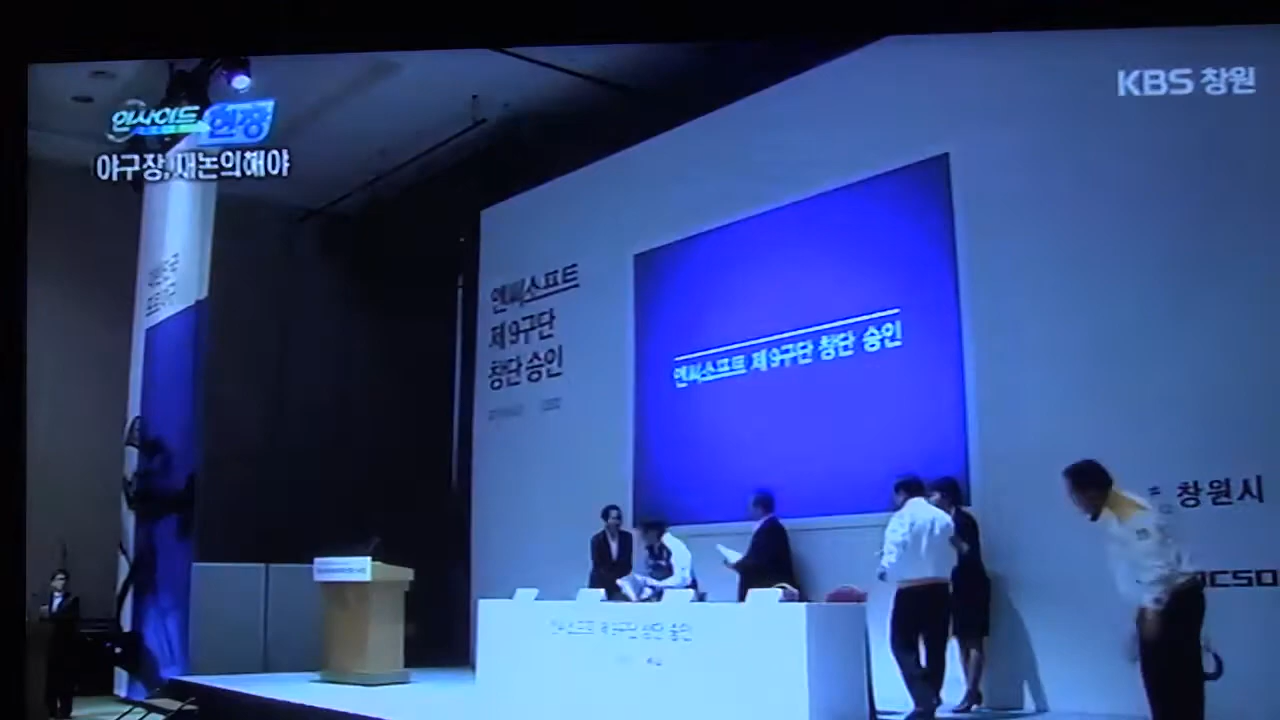 KBS 창원
인사이드 현장
야구장, 재논의해야
엔씨소프트
제9구단
창단 승인
엔씨소프트 제9구단 창단 승인
창원시
엔씨소프트 제9구단 창단 승인